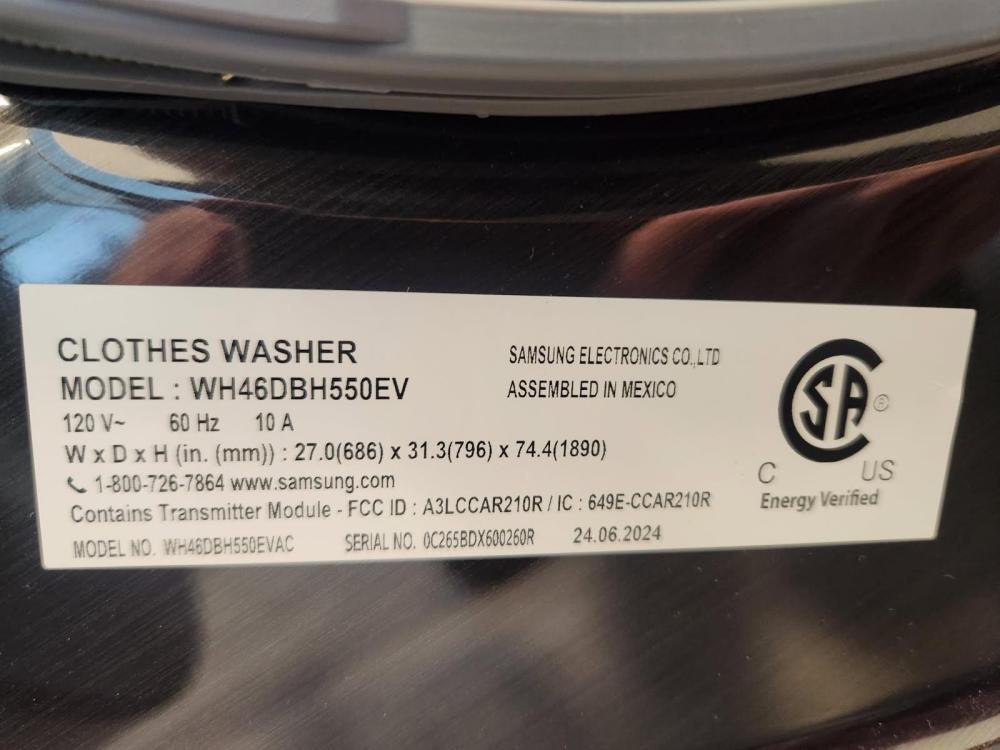 CLOTHES WASHER
MODEL : WH46DBH550EV
120 V~ 60 Hz 10 A
W x D x H (in. (mm)) : 27.0(686) x 31.3(796) x 74.4(1890)
1-800-726-7864 www.samsung.com
Contains Transmitter Module - FCC ID : A3LCCAR210R / IC : 649E-CCAR210R
MODEL NO. WH46DBH550EVAC SERIAL NO. 0C265BDX600260R 24.06.2024
SAMSUNG ELECTRONICS CO.,LTD
ASSEMBLED IN MEXICO
CSA ®
C US
Energy Verified